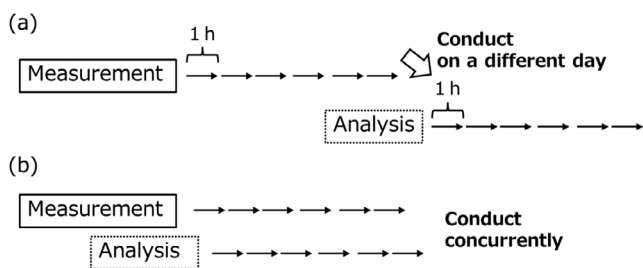 (a)
1 h
Conduct
on a different day
Measurement
1 h
Analysis
(b)
Measurement
Analysis
Conduct
concurrently